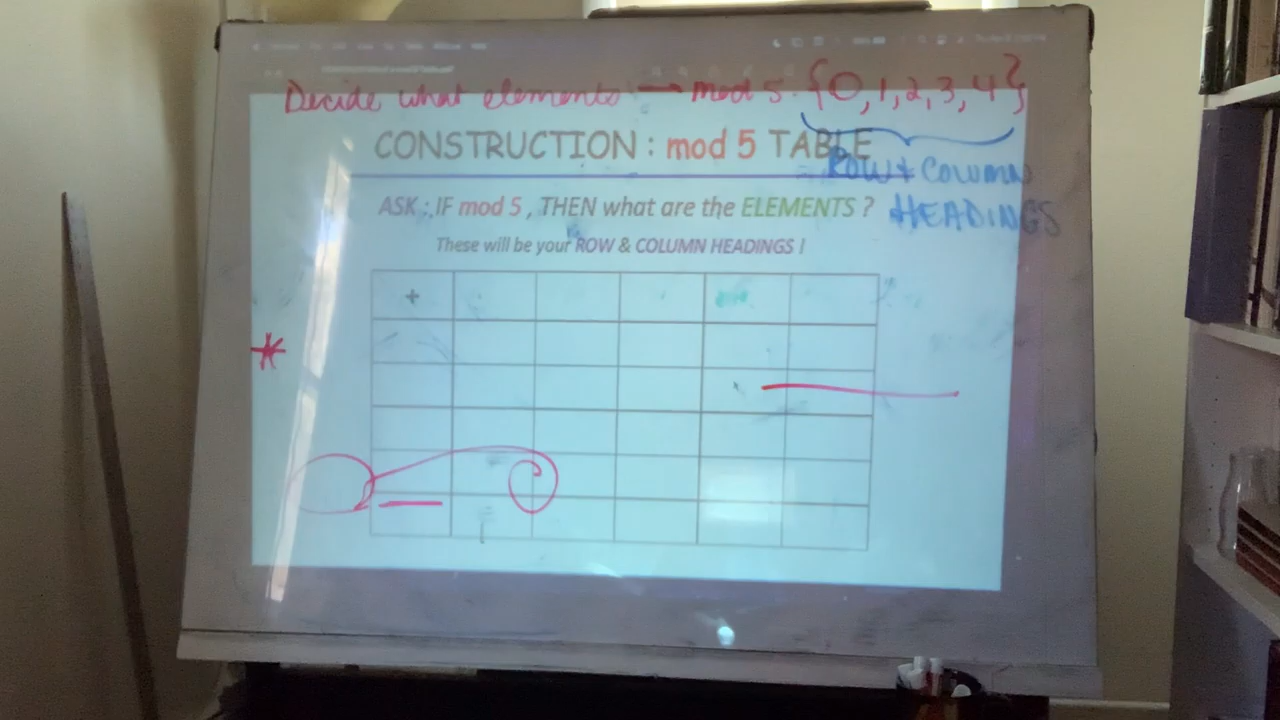 Decide what elements → mod 5. {0,1,2,3,4}
CONSTRUCTION : mod 5 TABLE
ROW & COLUMN
HEADINGS
ASK : IF mod 5 , THEN what are the ELEMENTS ?
These will be your ROW & COLUMN HEADINGS !
+
*